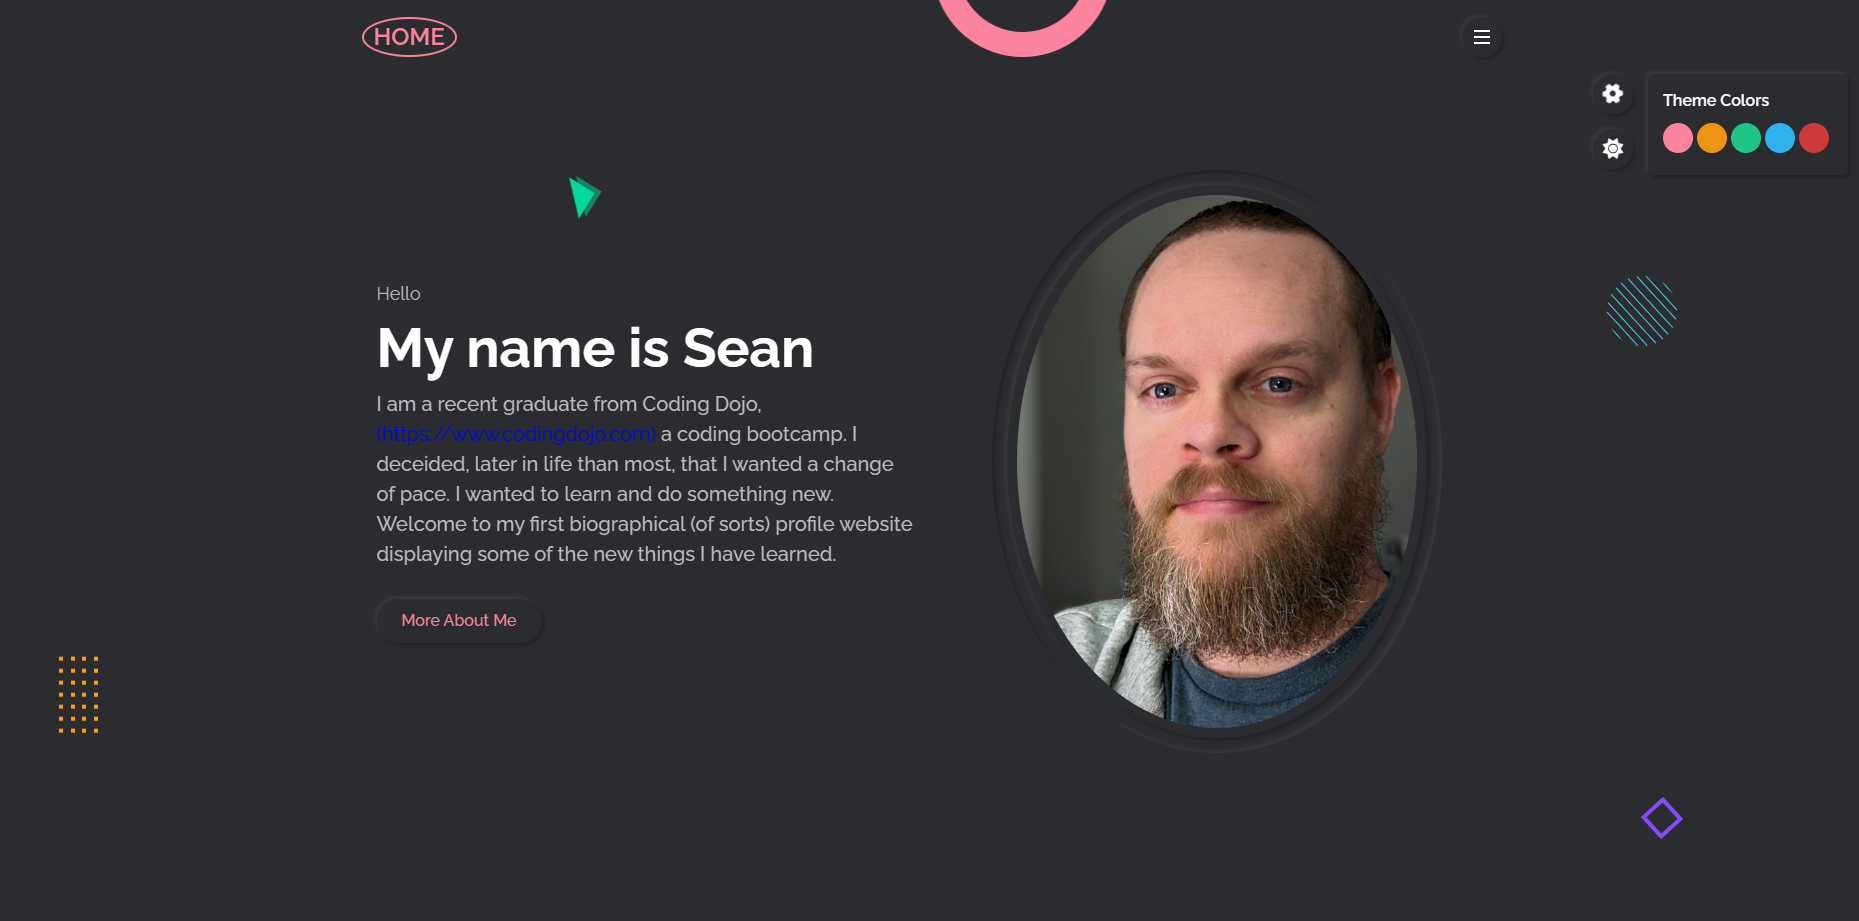 HOME
Theme Colors
Hello
My name is Sean
I am a recent graduate from Coding Dojo,
(https://www.codingdojo.com) a coding bootcamp. I
deceided, later in life than most, that I wanted a change
of pace. I wanted to learn and do something new.
Welcome to my first biographical (of sorts) profile website
displaying some of the new things I have learned.
More About Me